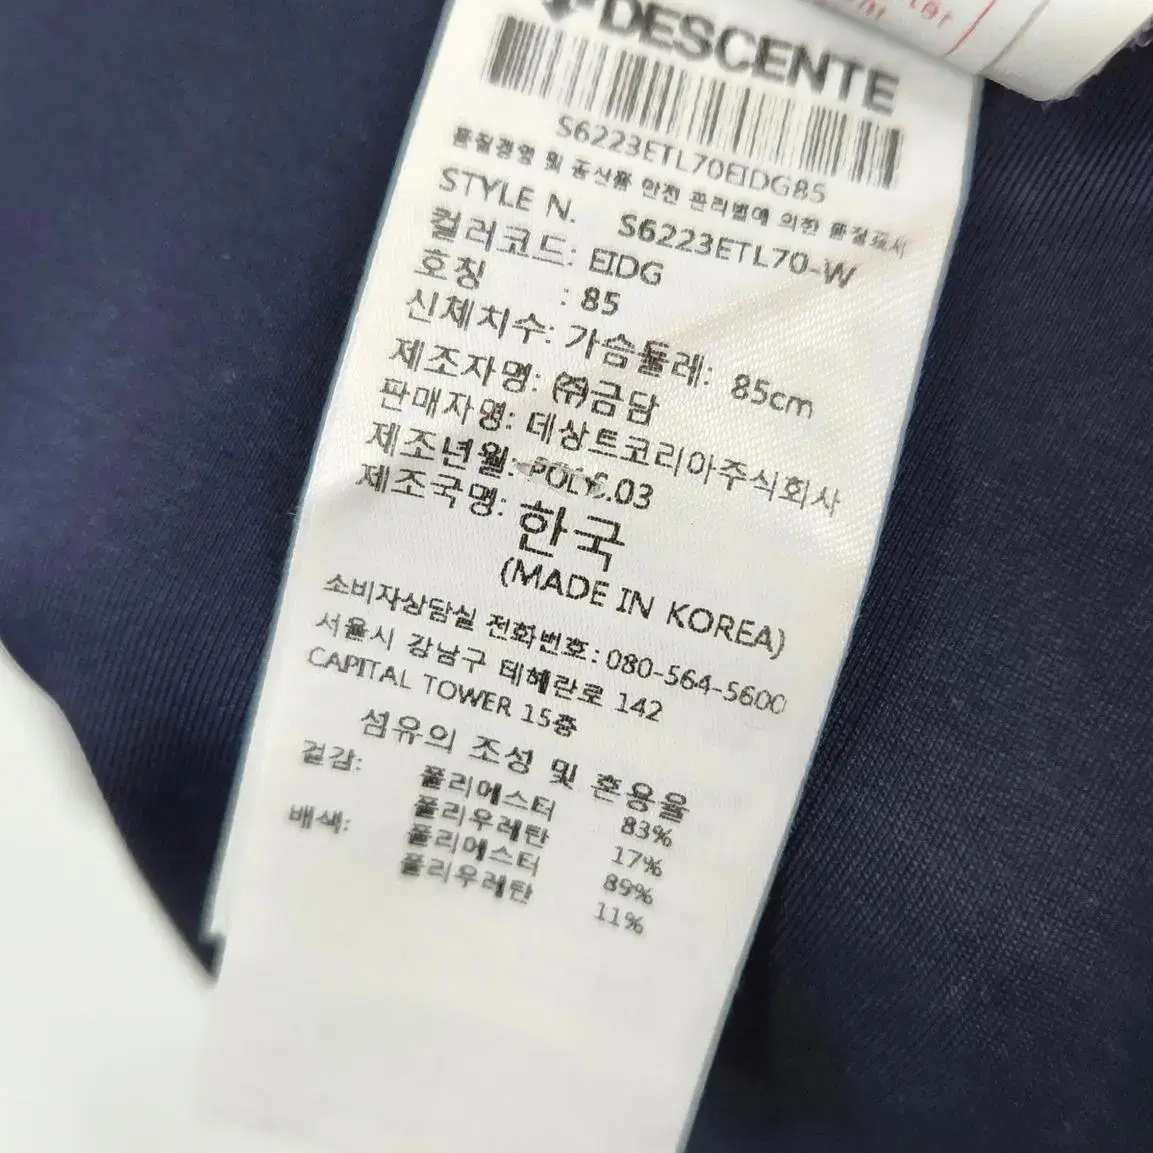 DESCENTE
S6223ETL70EIDG85
품질경영 및 공산품 안전 관리법에 의한 품질표시
STYLE N. S6223ETL70-W
컬러코드: EIDG
호칭 : 85
신체치수: 가슴둘레: 85cm
제조자명: ㈜금담
판매자명: 데상트코리아주식회사
제조년월: .03
제조국명: 한국
(MADE IN KOREA)
소비자상담실 전화번호: 080-564-5600
서울시 강남구 테헤란로 142
CAPITAL TOWER 15층
섬유의 조성 및 혼용율
겉감: 폴리에스터 83%
폴리우레탄 17%
배색: 폴리에스터 89%
폴리우레탄 11%